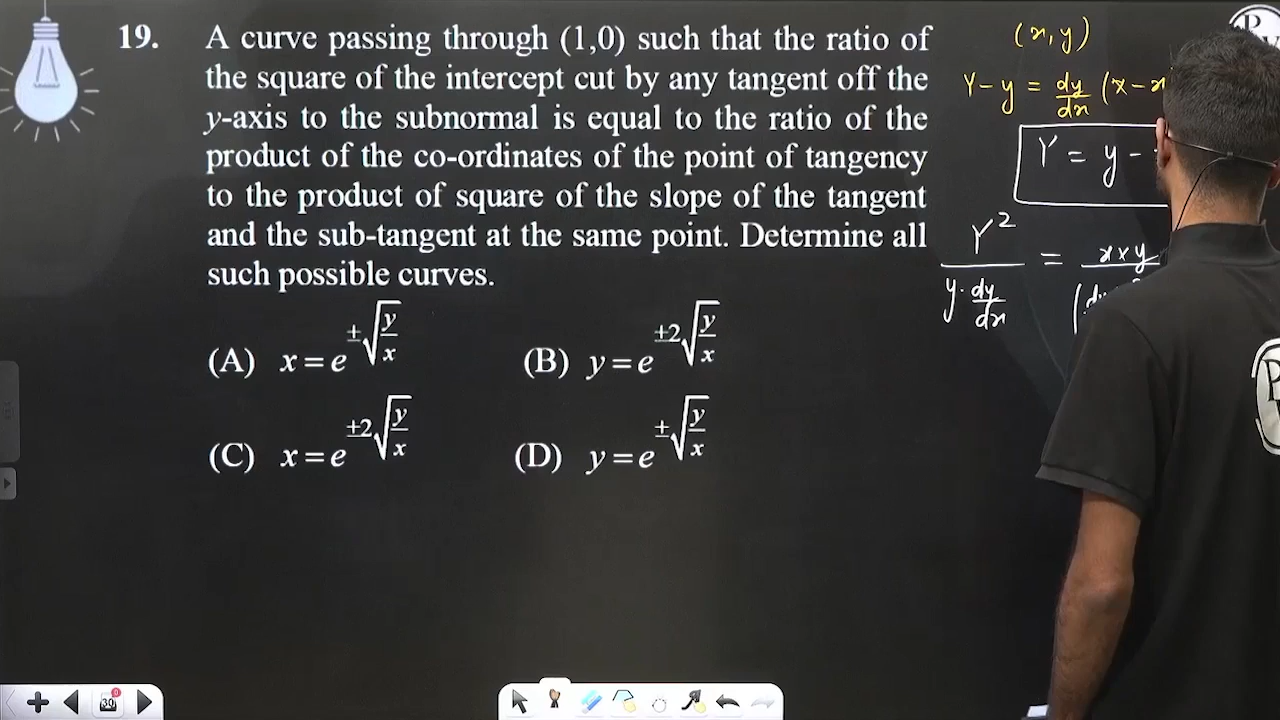 19. A curve passing through (1,0) such that the ratio of
the square of the intercept cut by any tangent off the
y-axis to the subnormal is equal to the ratio of the
product of the co-ordinates of the point of tangency
to the product of square of the slope of the tangent
and the sub-tangent at the same point. Determine all
such possible curves.
(A) x = e^{±√(y/x)} (B) y = e^{±2√(y/x)}
(C) x = e^{±2√(y/x)} (D) y = e^{±√(y/x)}
(x, y)
Y - y = dy/dx (X - x
Y = y -
Y² / (y · dy/dx) = x × y / (dy
P
W
P
30
0